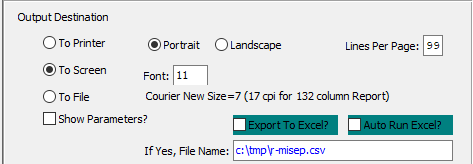 Output Destination
To Printer Portrait Landscape Lines Per Page: 99
To Screen Font: 11
To File Courier New Size=7 (17 cpi for 132 column Report)
Show Parameters? Export To Excel? Auto Run Excel?
If Yes, File Name: c:\tmp\r-misep.csv